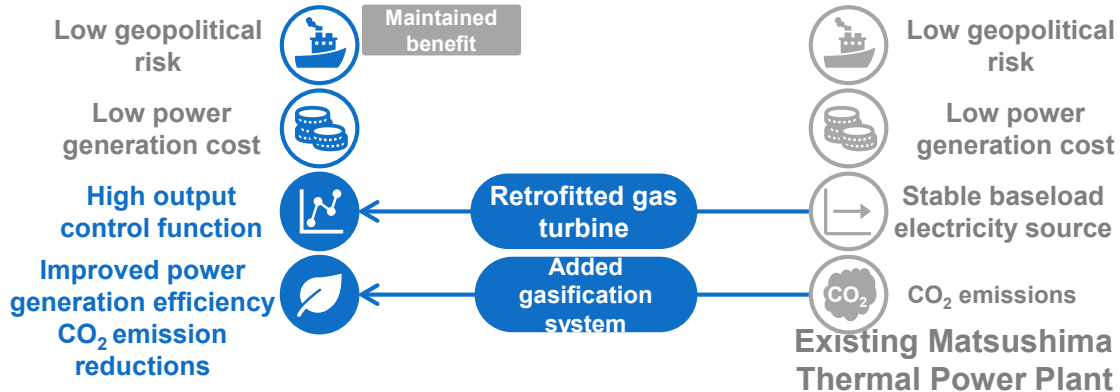 Low geopolitical
risk
Maintained
benefit
Low geopolitical
risk
Low power
generation cost
Low power
generation cost
High output
control function
Retrofitted gas
turbine
Stable baseload
electricity source
Improved power
generation efficiency
CO₂ emission
reductions
Added
gasification
system
CO₂
CO₂ emissions
Existing Matsushima
Thermal Power Plant